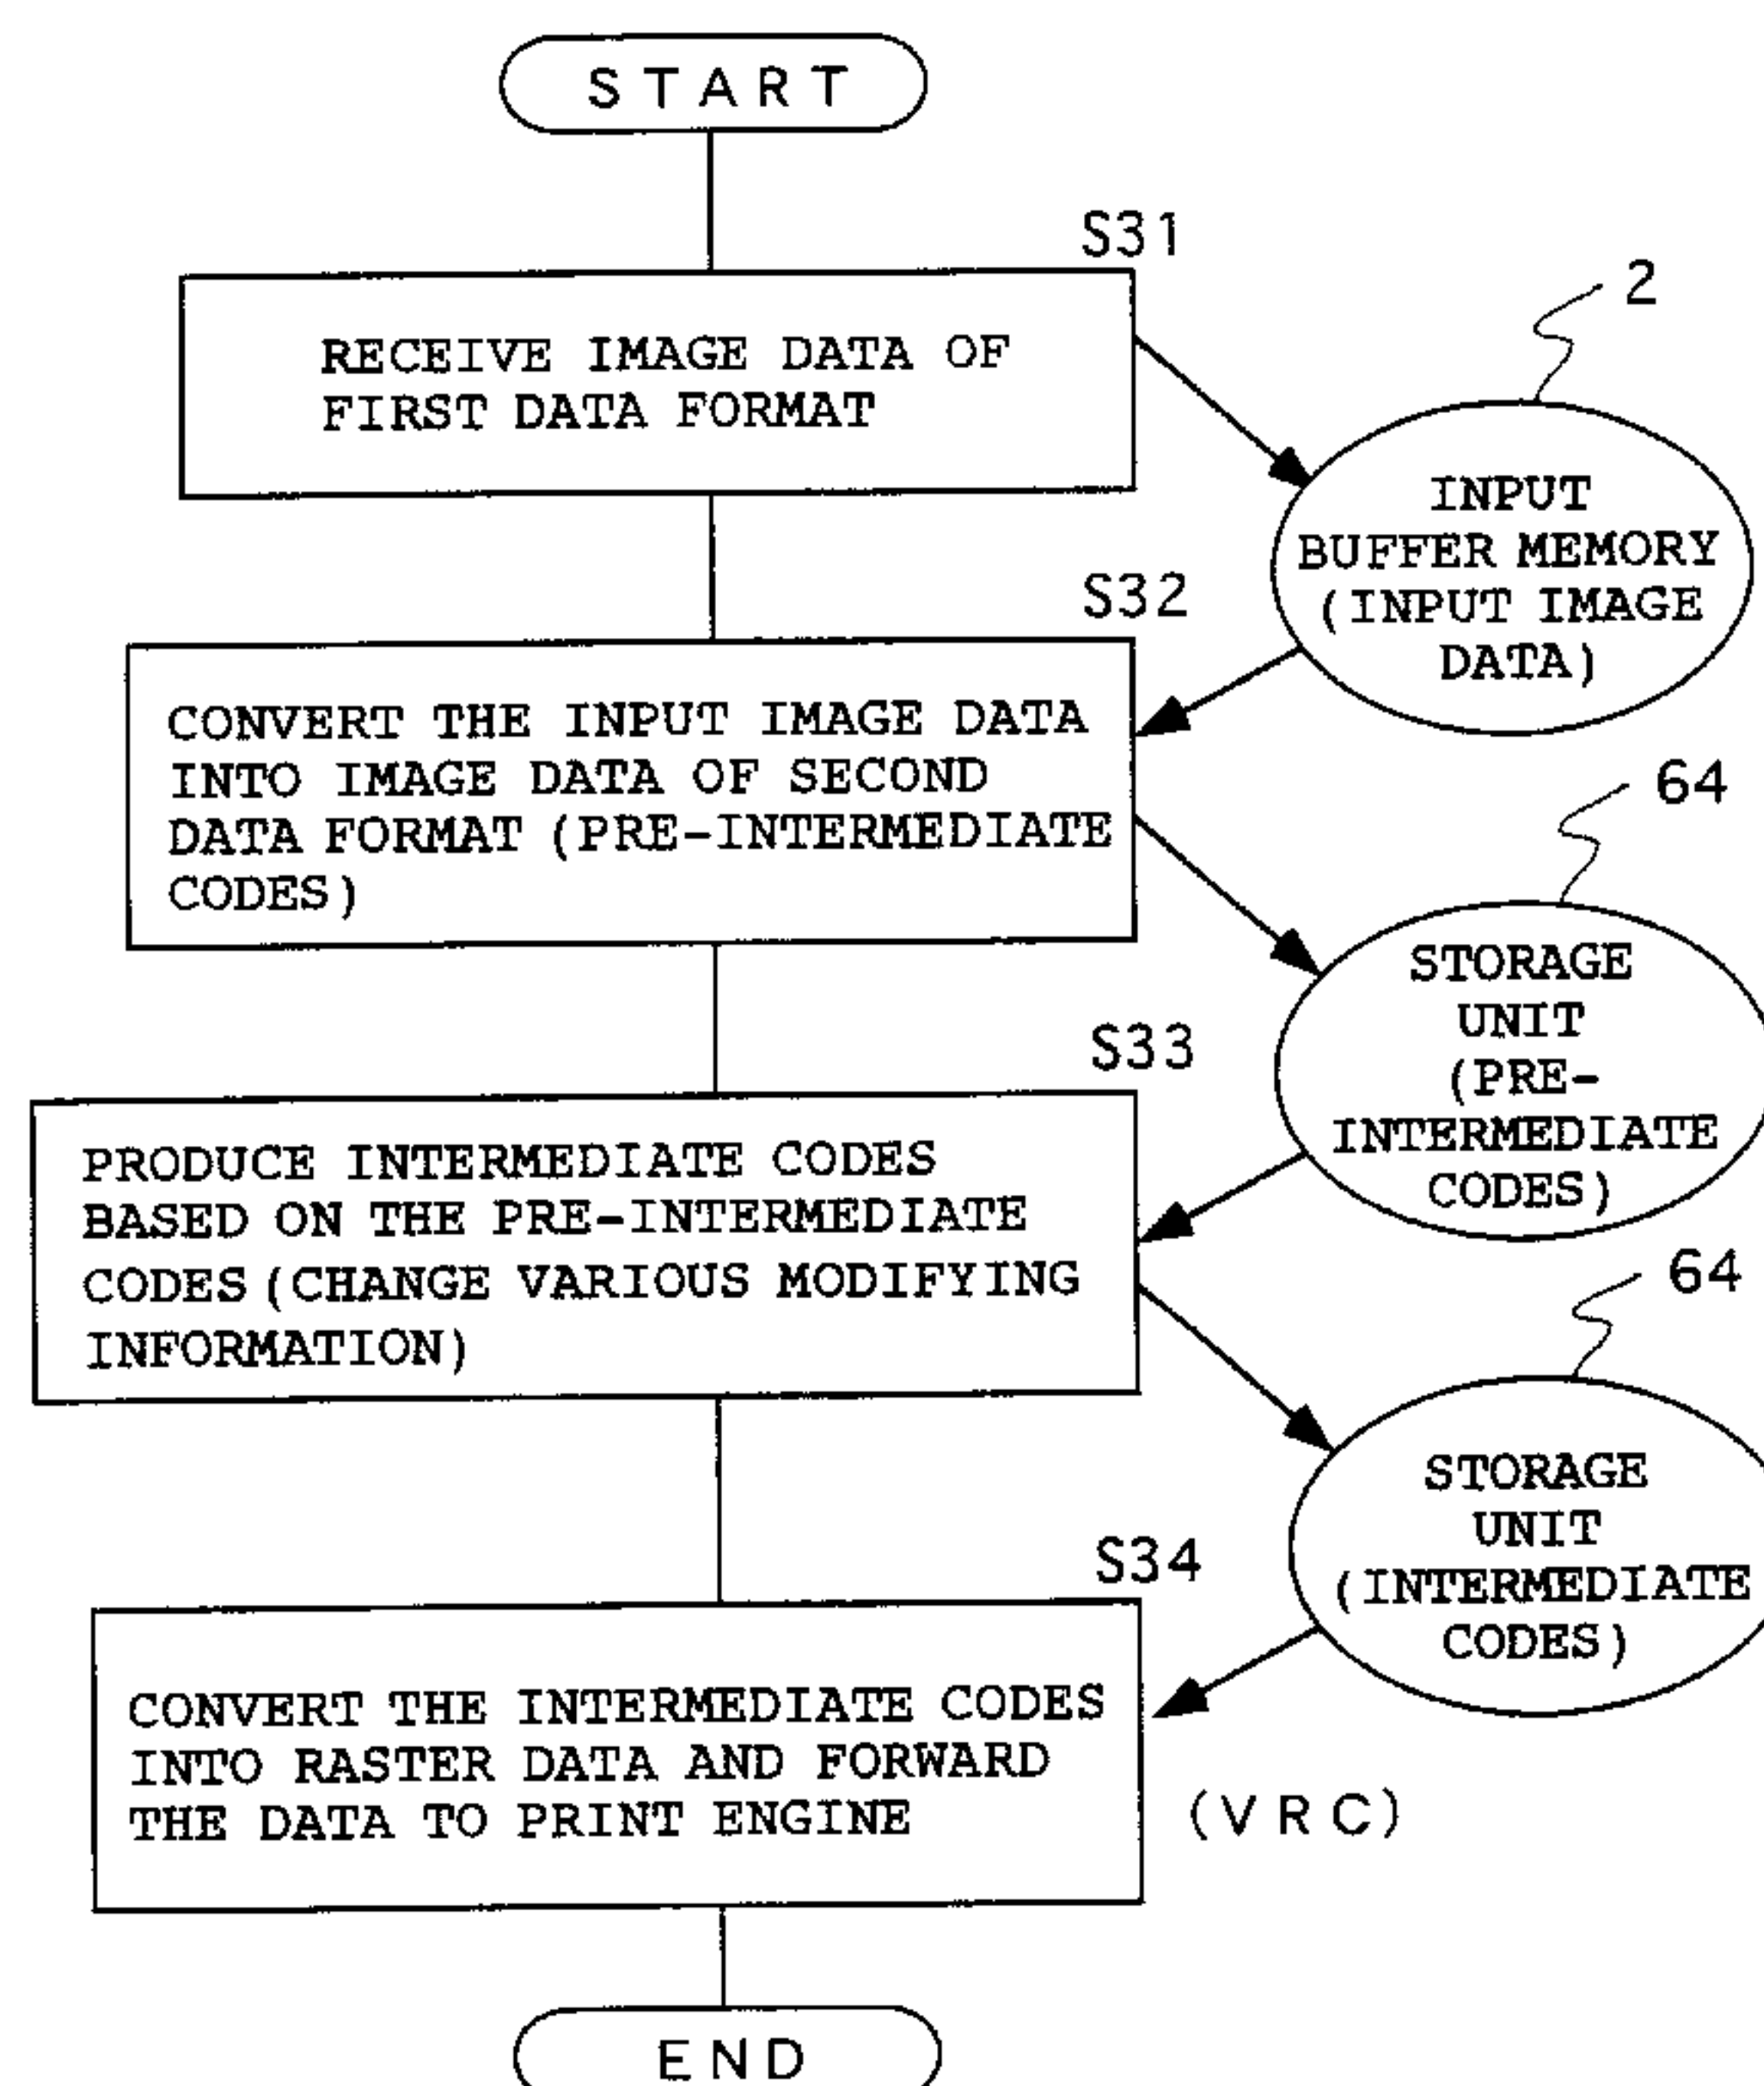 START
S31
RECEIVE IMAGE DATA OF
FIRST DATA FORMAT
2
INPUT
BUFFER MEMORY
(INPUT IMAGE
DATA)
S32
CONVERT THE INPUT IMAGE DATA
INTO IMAGE DATA OF SECOND
DATA FORMAT (PRE-INTERMEDIATE
CODES)
64
STORAGE
UNIT
(PRE-
INTERMEDIATE
CODES)
S33
PRODUCE INTERMEDIATE CODES
BASED ON THE PRE-INTERMEDIATE
CODES (CHANGE VARIOUS MODIFYING
INFORMATION)
64
STORAGE
UNIT
(INTERMEDIATE
CODES)
S34
CONVERT THE INTERMEDIATE CODES
INTO RASTER DATA AND FORWARD
THE DATA TO PRINT ENGINE
(VRC)
END